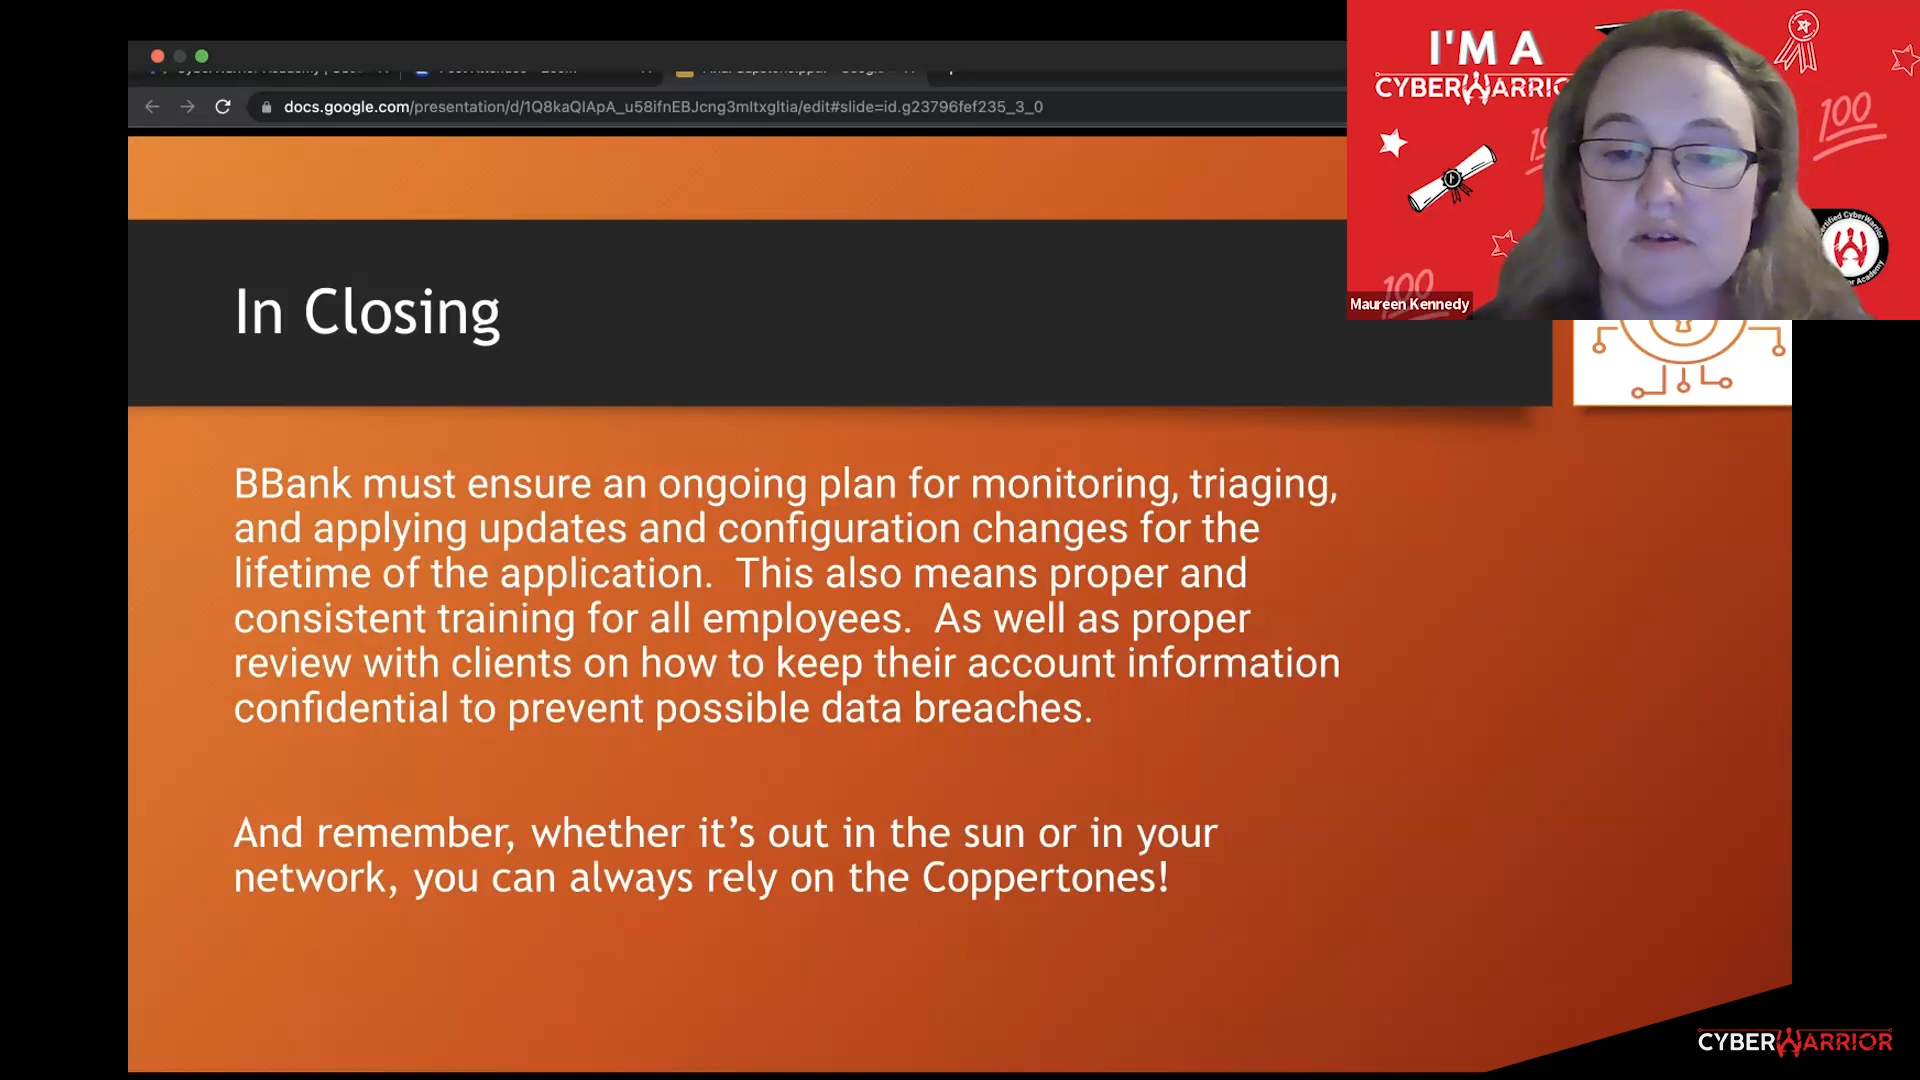 docs.google.com/presentation/d/1Q8kaQIApA_u58ifnEBJcng3mltxgltia/edit#slide=id.g23796fef235_3_0
I'M A
CYBERWARRIO
100
100
Maureen Kennedy
In Closing
BBank must ensure an ongoing plan for monitoring, triaging,
and applying updates and configuration changes for the
lifetime of the application.  This also means proper and
consistent training for all employees.  As well as proper
review with clients on how to keep their account information
confidential to prevent possible data breaches.
And remember, whether it's out in the sun or in your
network, you can always rely on the Coppertones!
CYBERWARRIOR